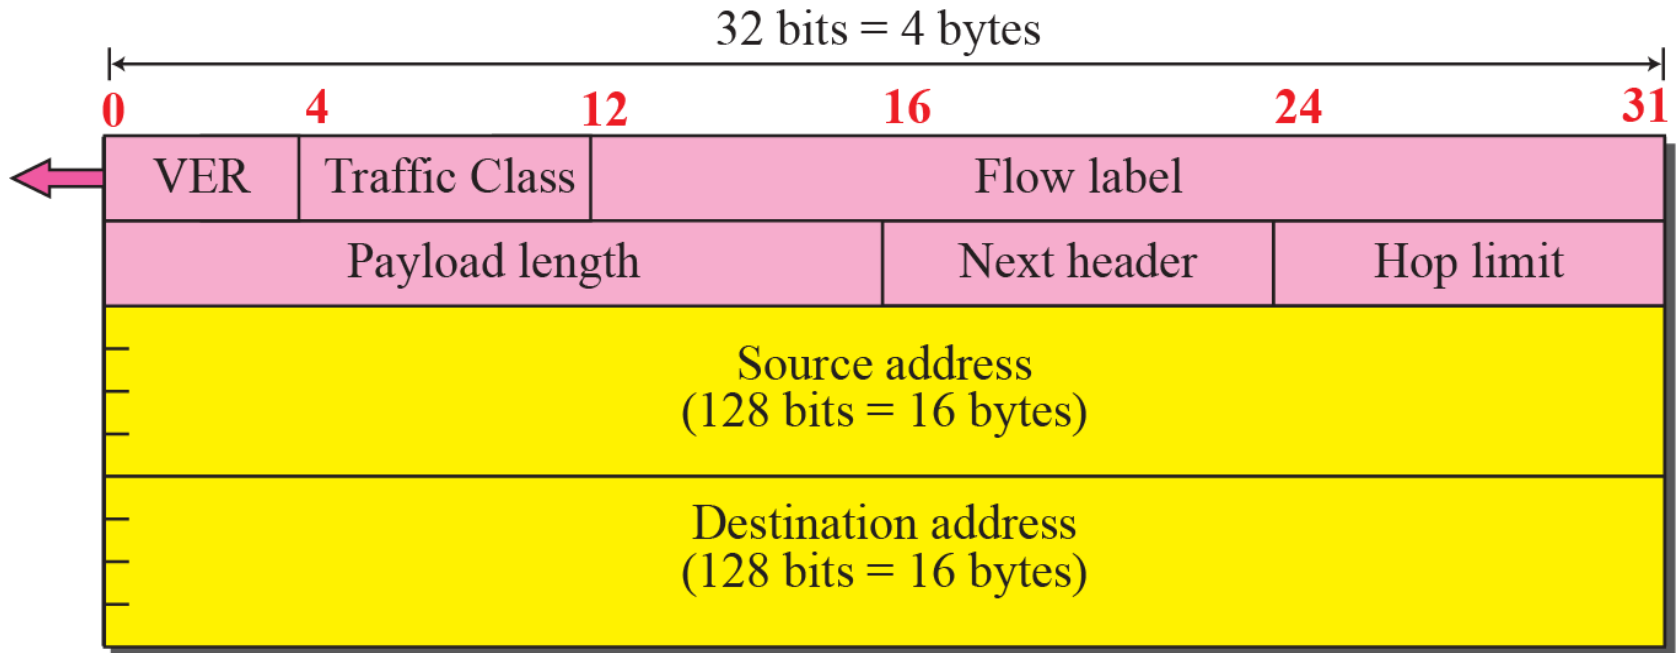 32 bits = 4 bytes
0 4 12 16 24 31
VER Traffic Class Flow label
Payload length Next header Hop limit
Source address
(128 bits = 16 bytes)
Destination address
(128 bits = 16 bytes)